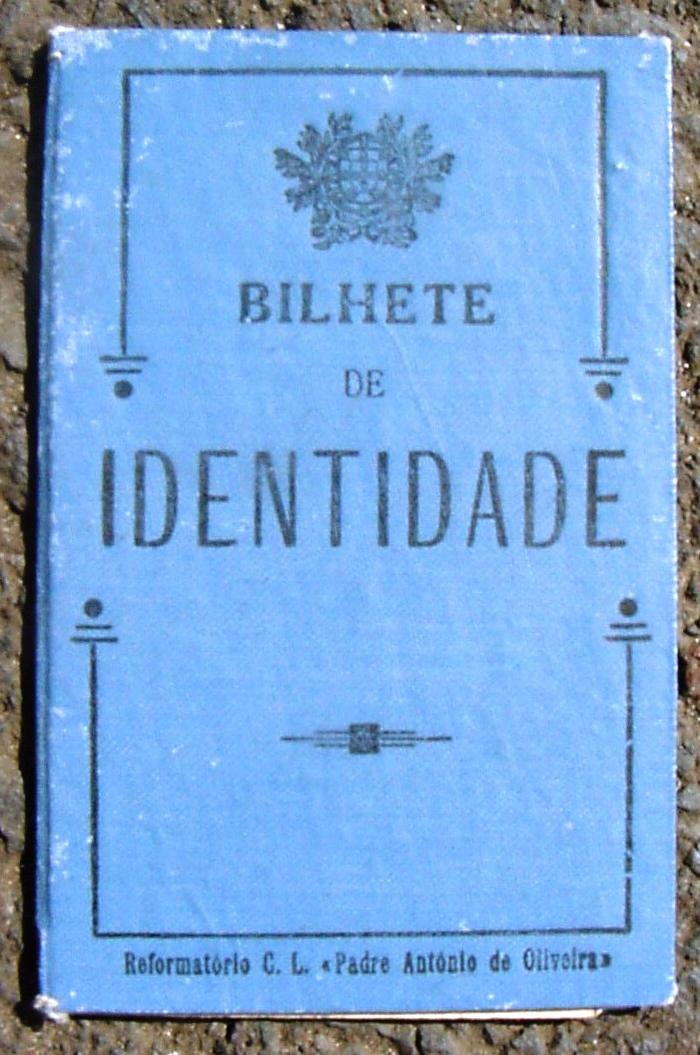 BILHETE
DE
IDENTIDADE
Reformatório C. L. «Padre António de Oliveira»